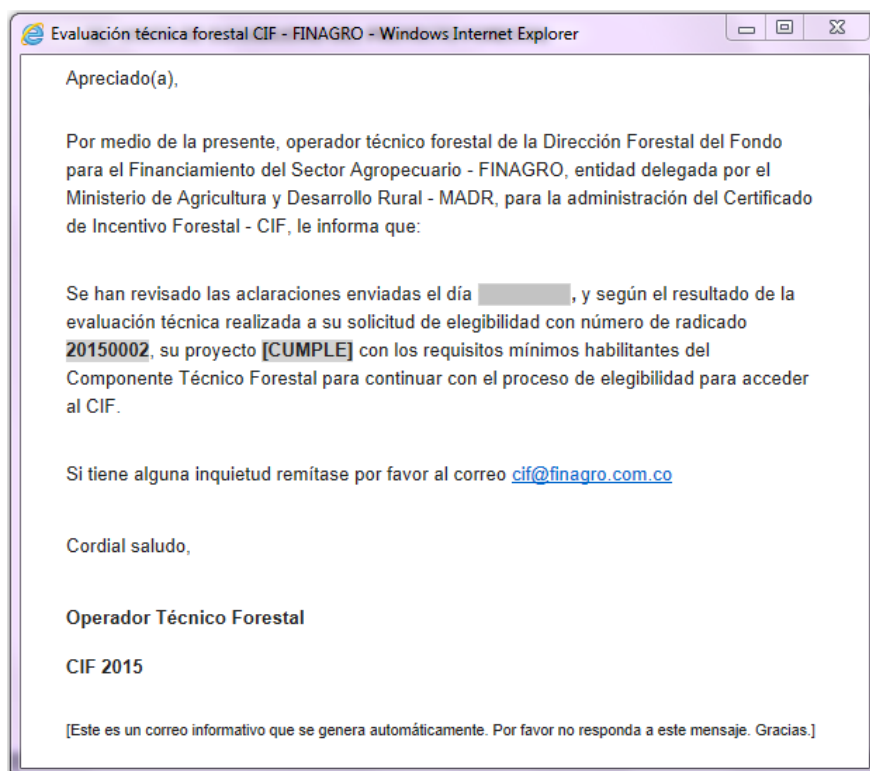 Evaluación técnica forestal CIF - FINAGRO - Windows Internet Explorer
Apreciado(a),
Por medio de la presente, operador técnico forestal de la Dirección Forestal del Fondo
para el Financiamiento del Sector Agropecuario - FINAGRO, entidad delegada por el
Ministerio de Agricultura y Desarrollo Rural - MADR, para la administración del Certificado
de Incentivo Forestal - CIF, le informa que:
Se han revisado las aclaraciones enviadas el día , y según el resultado de la
evaluación técnica realizada a su solicitud de elegibilidad con número de radicado
20150002, su proyecto [CUMPLE] con los requisitos mínimos habilitantes del
Componente Técnico Forestal para continuar con el proceso de elegibilidad para acceder
al CIF.
Si tiene alguna inquietud remítase por favor al correo cif@finagro.com.co
Cordial saludo,
Operador Técnico Forestal
CIF 2015
[Este es un correo informativo que se genera automáticamente. Por favor no responda a este mensaje. Gracias.]